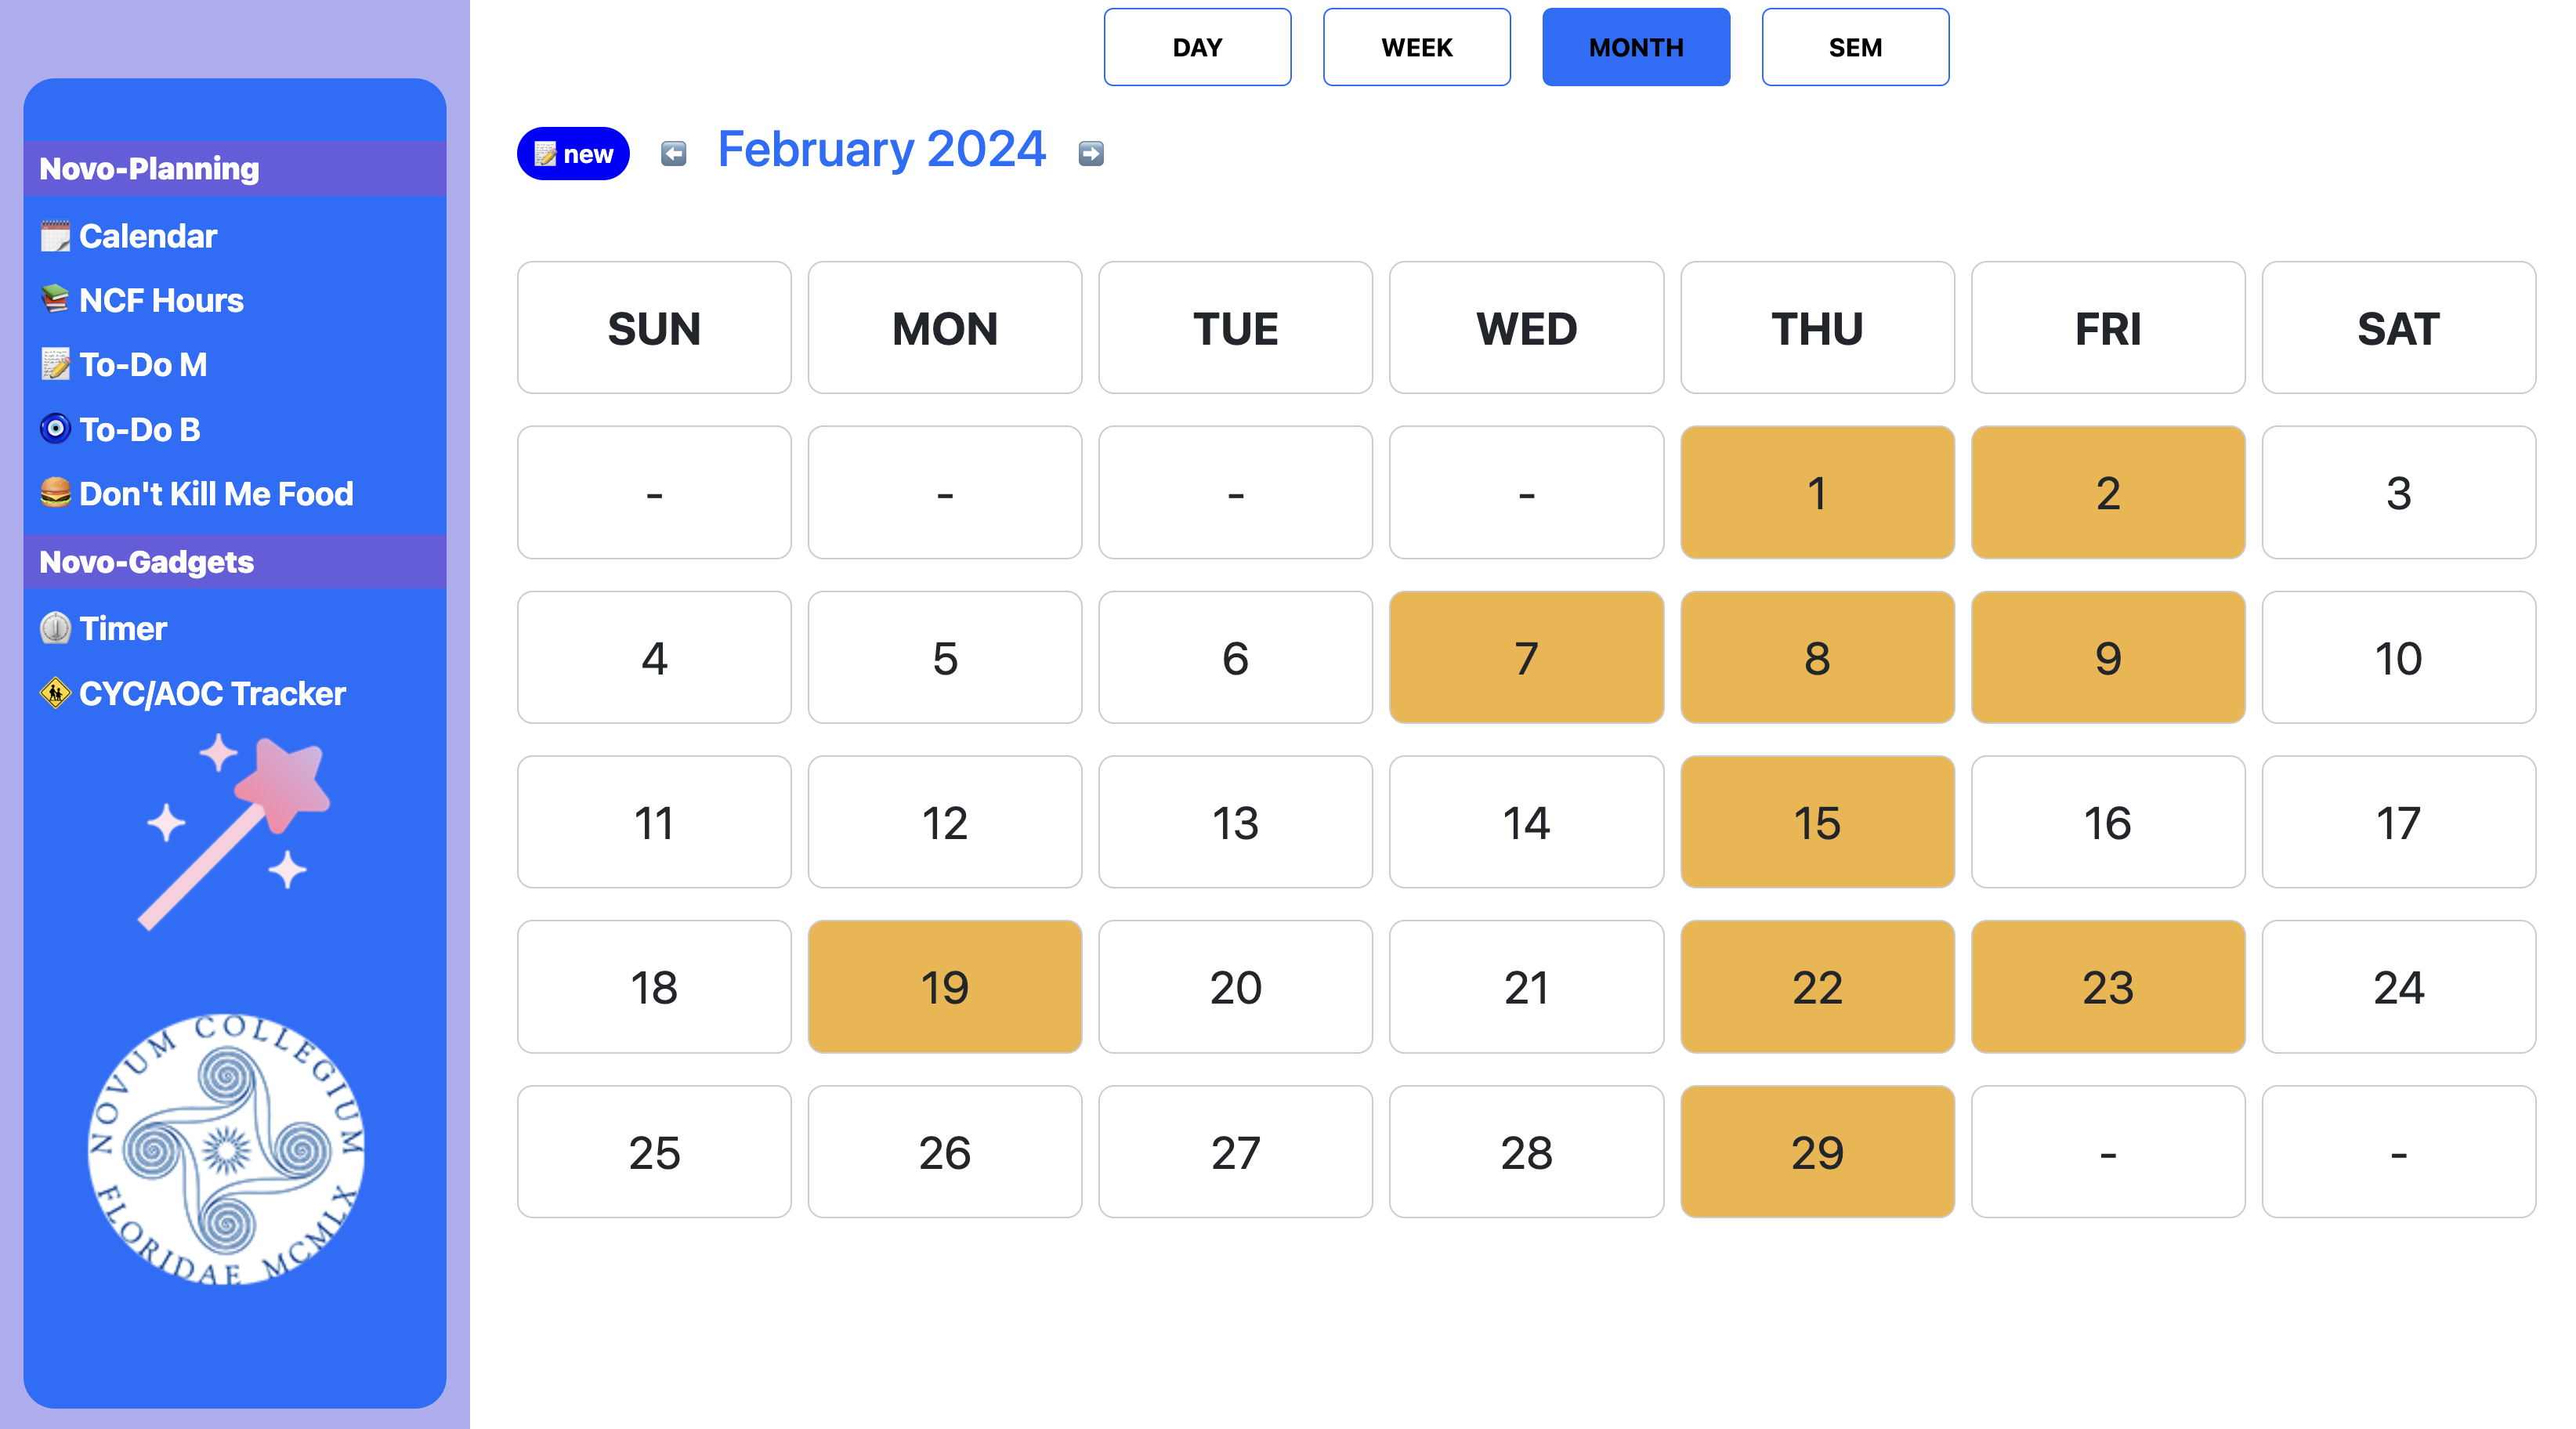 DAY WEEK MONTH SEM
📝 new ⬅️ February 2024 ➡️
Novo-Planning
🗓️ Calendar
📚 NCF Hours
📝 To-Do M
🧿 To-Do B
🍔 Don't Kill Me Food
Novo-Gadgets
⏲️ Timer
🚸 CYC/AOC Tracker
NOVUM COLLEGIUM
FLORIDAE MCMLX
SUN MON TUE WED THU FRI SAT
- - - - 1 2 3
4 5 6 7 8 9 10
11 12 13 14 15 16 17
18 19 20 21 22 23 24
25 26 27 28 29 - -